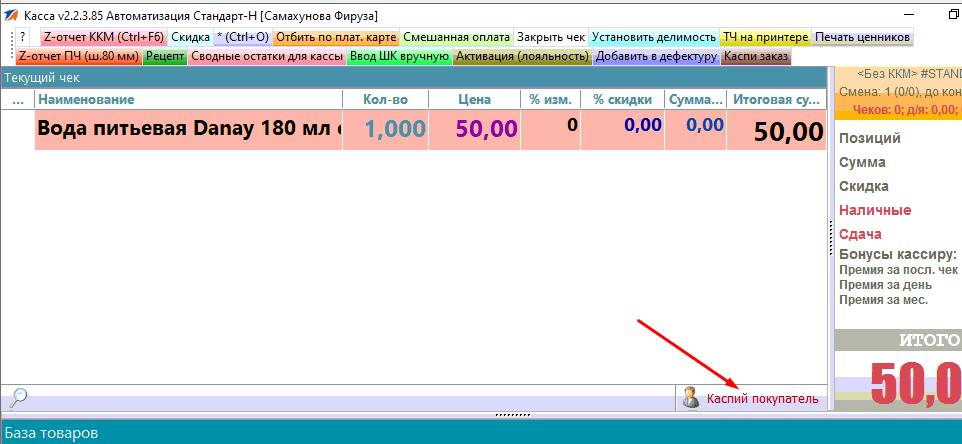 Касса v2.2.3.85 Автоматизация Стандарт-Н [Самахунова Фируза]
? Z-отчет ККМ (Ctrl+F6) Скидка * (Ctrl+O) Отбить по плат. карте Смешанная оплата Закрыть чек Установить делимость ТЧ на принтере Печать ценников
Z-отчет ПЧ (ш.80 мм) Рецепт Сводные остатки для кассы Ввод ШК вручную Активация (лояльность) Добавить в дефектуру Каспи заказ
Текущий чек
... Наименование Кол-во Цена % изм. % скидки Сумма... Итоговая су...
Вода питьевая Danay 180 мл 1,000 50,00 0 0,00 0,00 50,00
<Без ККМ> #STAND
Смена: 1 (0/0), до кон
Чеков: 0; д/я: 0,00;
Позиций
Сумма
Скидка
Наличные
Сдача
Бонусы кассиру:
Премия за посл. чек
Премия за день
Премия за мес.
ИТОГО
50,0
Каспий покупатель
База товаров